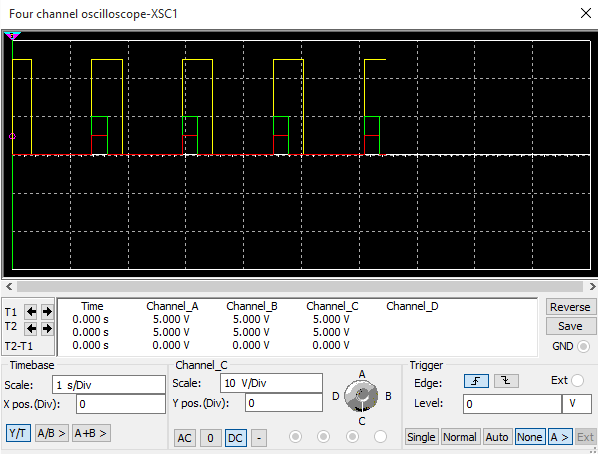 Four channel oscilloscope-XSC1
Time Channel_A Channel_B Channel_C Channel_D
T1 0.000 s 5.000 V 5.000 V 5.000 V
T2 0.000 s 5.000 V 5.000 V 5.000 V
T2-T1 0.000 s 0.000 V 0.000 V 0.000 V
Reverse
Save
GND
Timebase
Scale: 1 s/Div
X pos.(Div): 0
Y/T A/B > A+B >
Channel_C
Scale: 10 V/Div
Y pos.(Div): 0
AC 0 DC -
A
D B
C
Trigger
Edge: Ext
Level: 0 V
Single Normal Auto None A > Ext